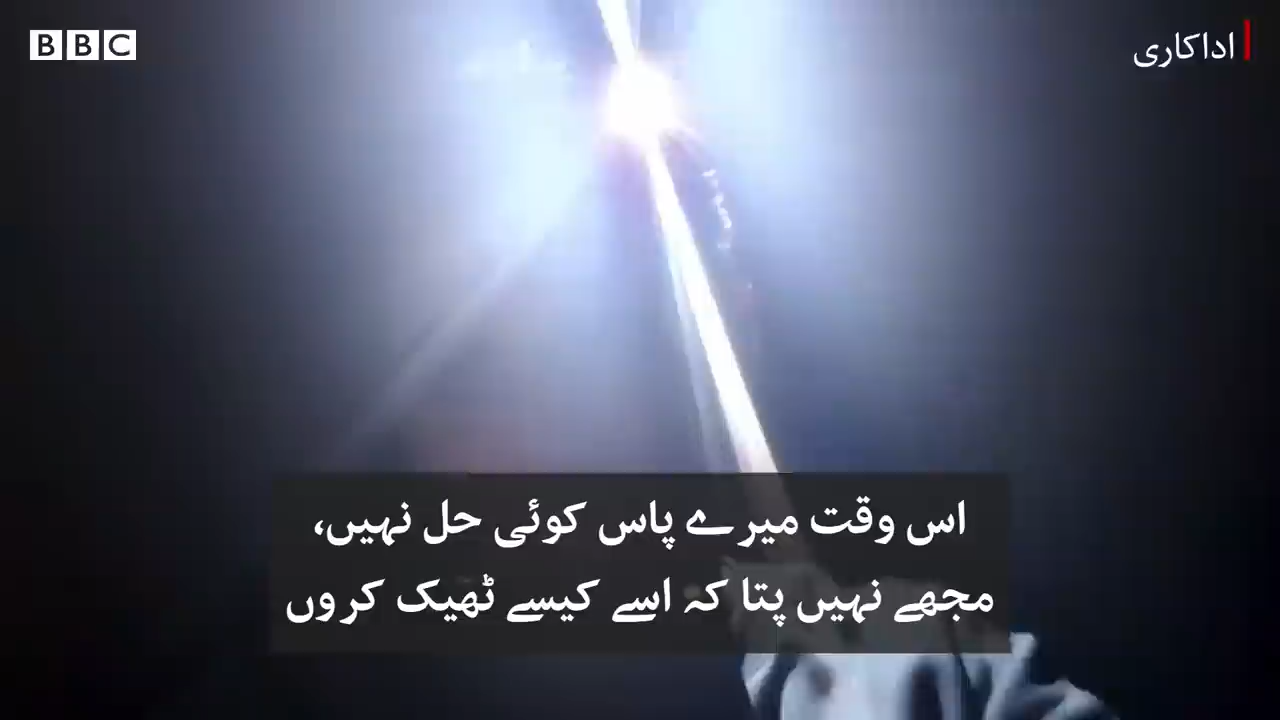 BBC
اداکاری
اس وقت میرے پاس کوئی حل نہیں،
مجھے نہیں پتا کہ اسے کیسے ٹھیک کروں